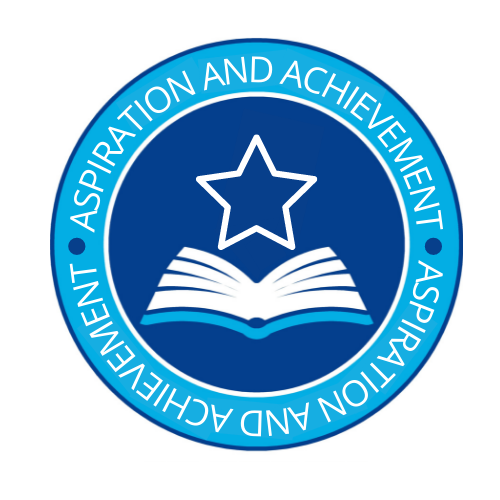 ASPIRATION AND ACHIEVEMENT
ASPIRATION AND ACHIEVEMENT